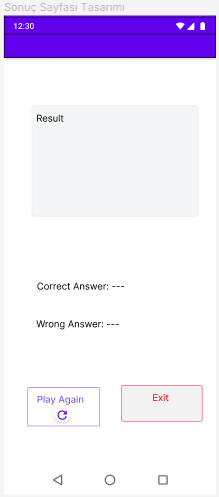 Sonuç Sayfası Tasarımı
12:30
Result
Correct Answer: ---
Wrong Answer: ---
Play Again
Exit